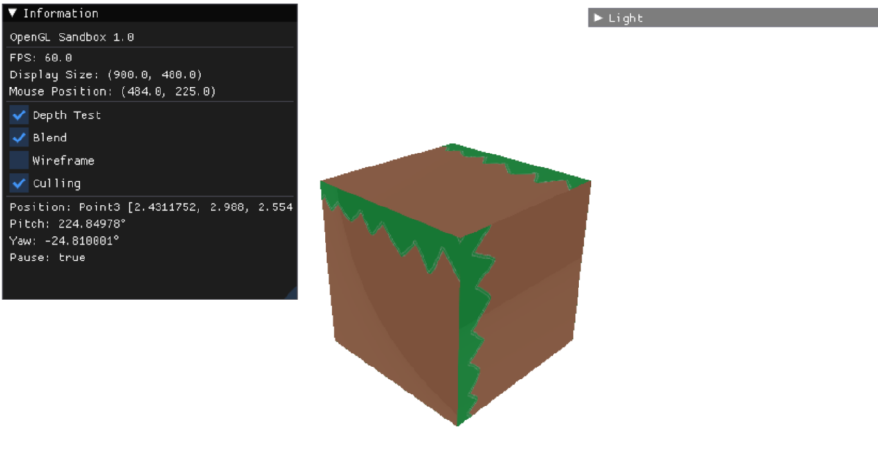 Information
OpenGL Sandbox 1.0
FPS: 60.0
Display Size: (900.0, 480.0)
Mouse Position: (484.0, 225.0)
Depth Test
Blend
Wireframe
Culling
Position: Point3 [2.4311752, 2.908, 2.554
Pitch: 224.84978°
Yaw: -24.810001°
Pause: true
Light